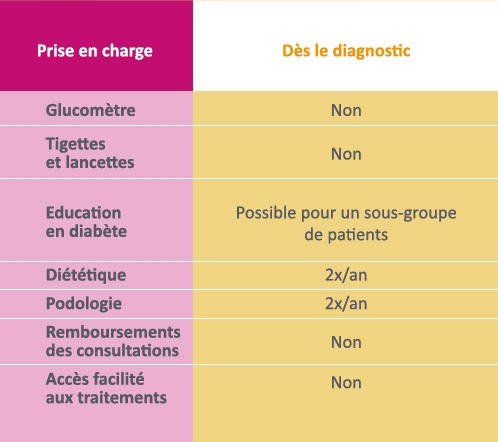 Prise en charge
Dès le diagnostic
Glucomètre
Non
Tigettes
et lancettes
Non
Education
en diabète
Possible pour un sous-groupe
de patients
Diététique
2x/an
Podologie
2x/an
Remboursements
des consultations
Non
Accès facilité
aux traitements
Non